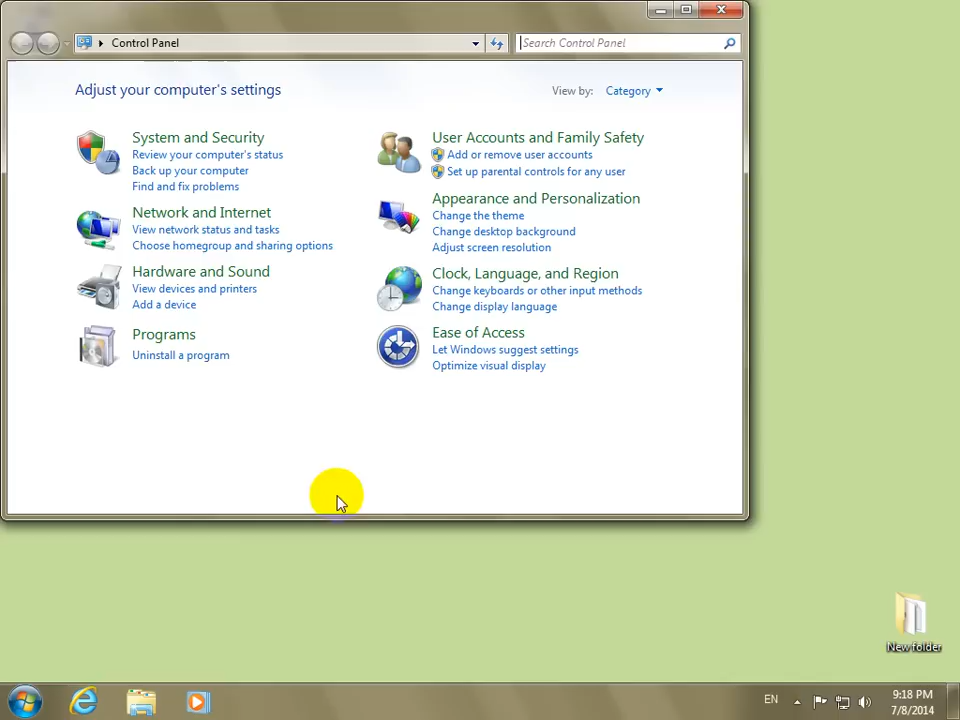 Control Panel
Search Control Panel
Adjust your computer's settings
View by: Category
System and Security
Review your computer's status
Back up your computer
Find and fix problems
Network and Internet
View network status and tasks
Choose homegroup and sharing options
Hardware and Sound
View devices and printers
Add a device
Programs
Uninstall a program
User Accounts and Family Safety
Add or remove user accounts
Set up parental controls for any user
Appearance and Personalization
Change the theme
Change desktop background
Adjust screen resolution
Clock, Language, and Region
Change keyboards or other input methods
Change display language
Ease of Access
Let Windows suggest settings
Optimize visual display
New folder
EN
9:18 PM
7/8/2014